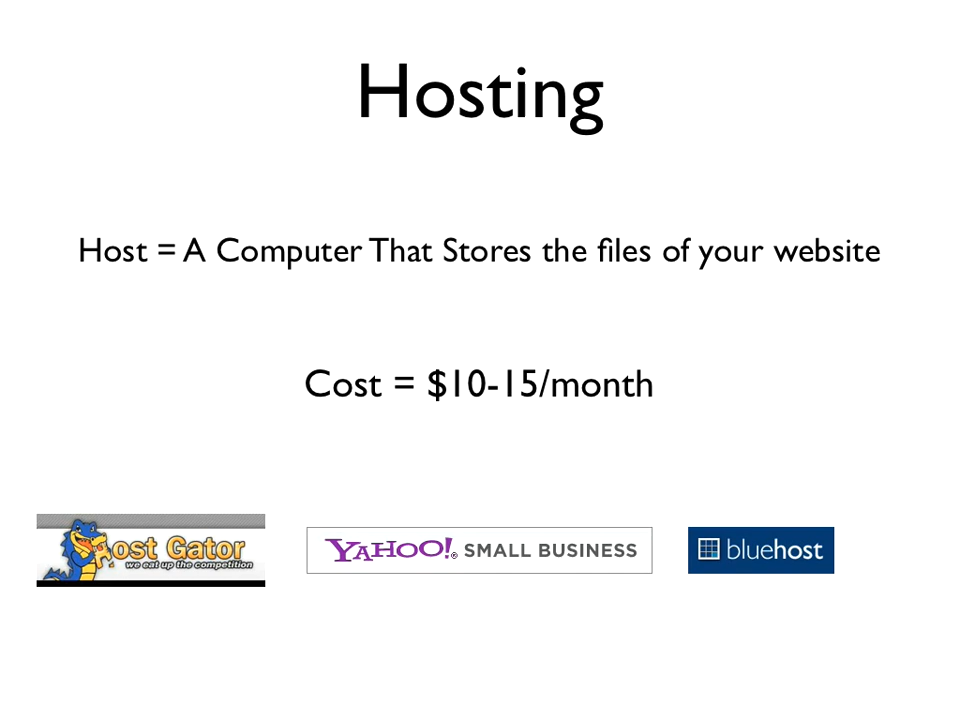 Hosting
Host = A Computer That Stores the files of your website
Cost = $10-15/month
Host Gator
we eat up the competition
YAHOO!® SMALL BUSINESS
bluehost